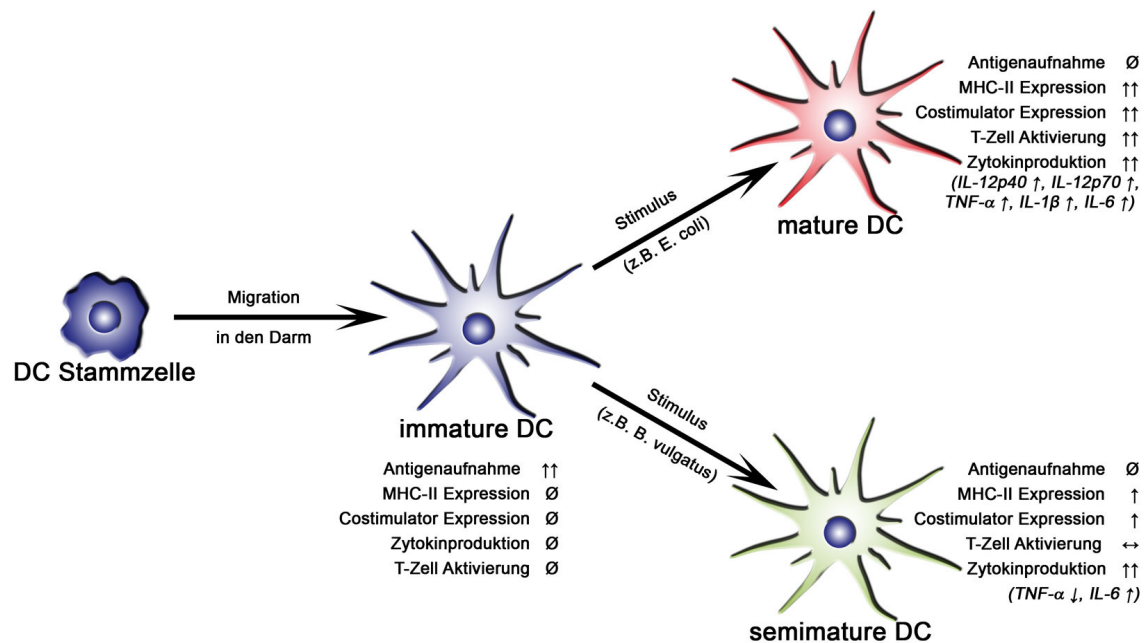 Antigenaufnahme Ø
MHC-II Expression ↑↑
Costimulator Expression ↑↑
T-Zell Aktivierung ↑↑
Zytokinproduktion ↑↑
(IL-12p40 ↑, IL-12p70 ↑,
TNF-α ↑, IL-1β ↑, IL-6 ↑)
mature DC
Stimulus
(z.B. E. coli)
Migration
in den Darm
DC Stammzelle
immature DC
Antigenaufnahme ↑↑
MHC-II Expression Ø
Costimulator Expression Ø
Zytokinproduktion Ø
T-Zell Aktivierung Ø
Stimulus
(z.B. B. vulgatus)
Antigenaufnahme Ø
MHC-II Expression ↑
Costimulator Expression ↑
T-Zell Aktivierung ↔
Zytokinproduktion ↑↑
(TNF-α ↓, IL-6 ↑)
semimature DC